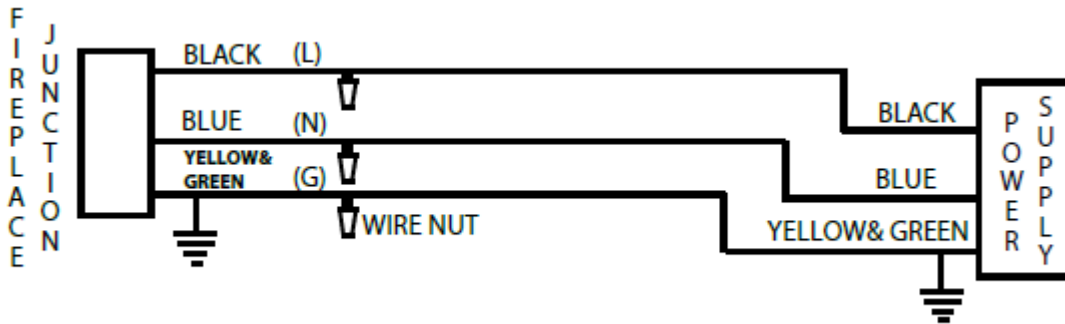 FIREPLACE
JUNCTION
BLACK (L)
BLUE (N)
YELLOW&
GREEN (G)
WIRE NUT
BLACK
BLUE
YELLOW& GREEN
POWER
SUPPLY